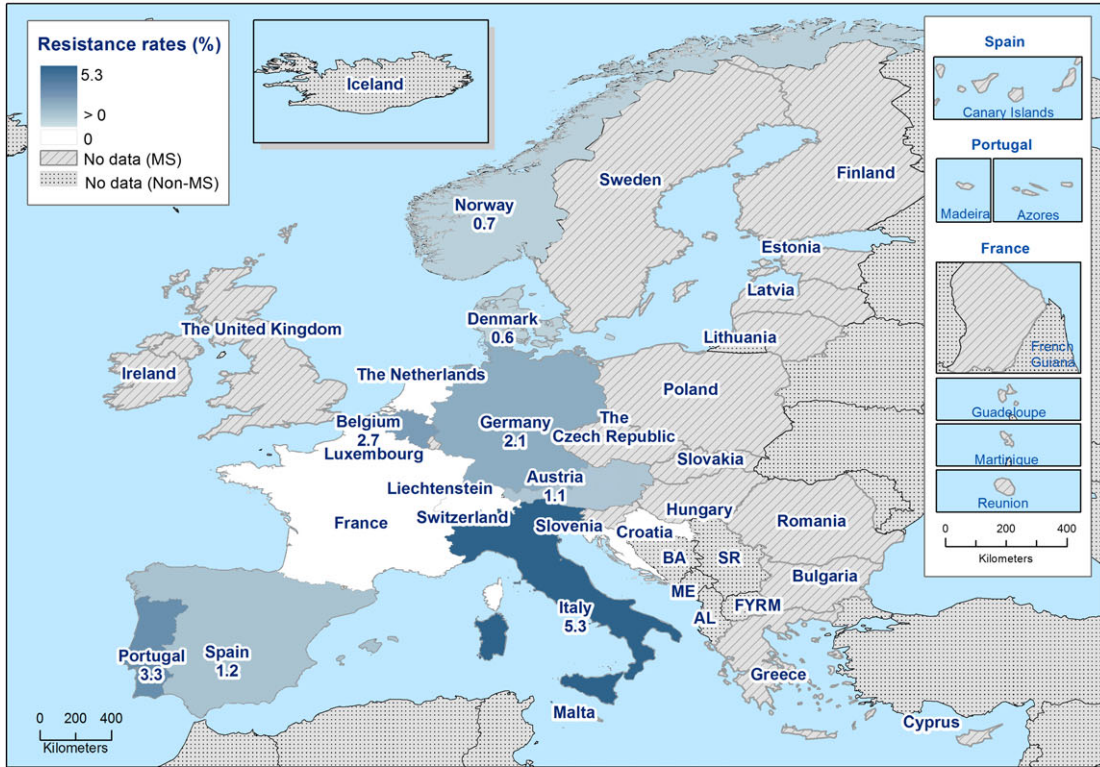 Resistance rates (%)
5.3
> 0
0
No data (MS)
No data (Non-MS)
Iceland
Spain
Canary Islands
Portugal
Madeira
Azores
France
French
Guiana
Guadeloupe
Martinique
Reunion
0 200 400
Kilometers
Sweden
Finland
Norway
0.7
Estonia
Latvia
Denmark
0.6
Lithuania
The United Kingdom
Ireland
The Netherlands
Poland
Belgium
2.7
Luxembourg
Germany
2.1
The
Czech Republic
Slovakia
Austria
1.1
Liechtenstein
Hungary
Switzerland
France
Slovenia
Croatia
Romania
BA
SR
Bulgaria
ME
FYRM
AL
Italy
5.3
Portugal
3.3
Spain
1.2
Greece
Malta
Cyprus
0 200 400
Kilometers